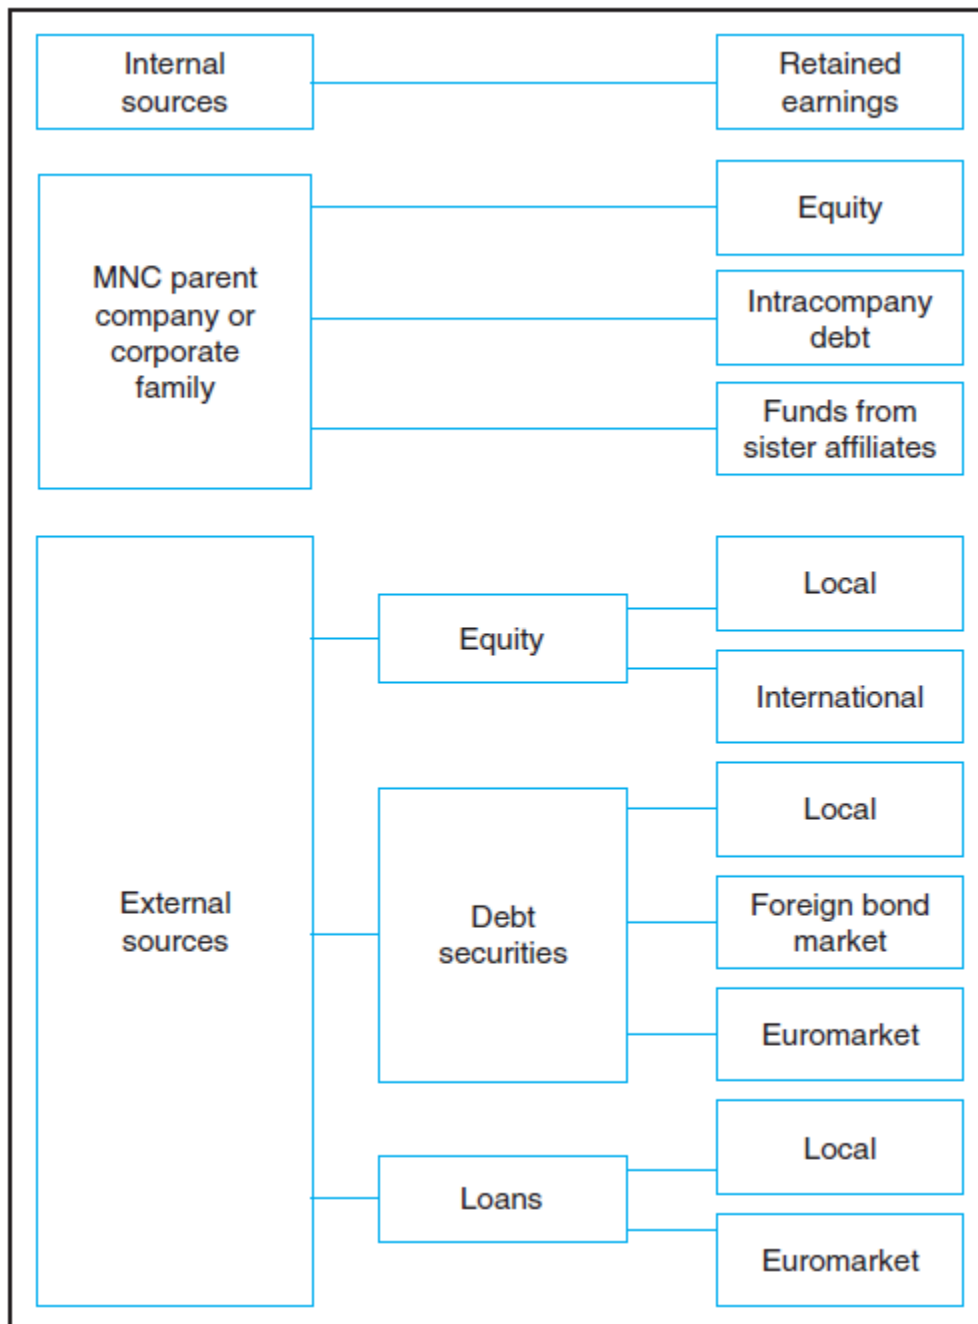 Internal
sources
Retained
earnings
MNC parent
company or
corporate
family
Equity
Intracompany
debt
Funds from
sister affiliates
External
sources
Equity
Local
International
Debt
securities
Local
Foreign bond
market
Euromarket
Loans
Local
Euromarket